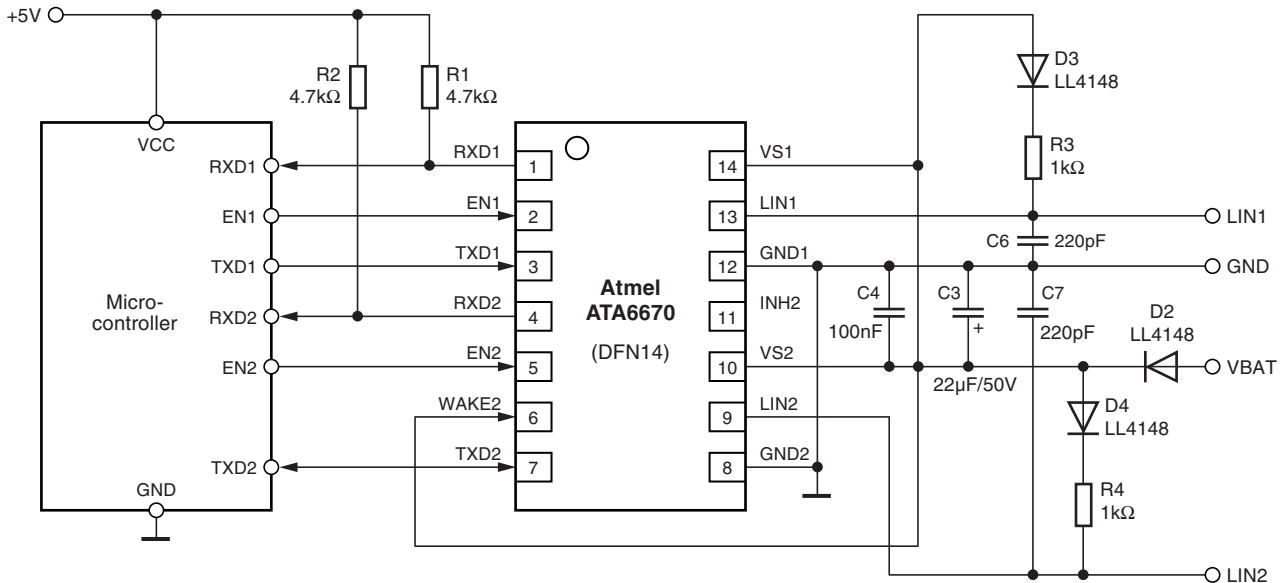 +5V
R2
4.7kΩ
R1
4.7kΩ
D3
LL4148
R3
1kΩ
VCC
RXD1
EN1
TXD1
RXD2
EN2
TXD2
GND
Micro-
controller
RXD1
EN1
TXD1
RXD2
EN2
WAKE2
TXD2
1
2
3
4
5
6
7
Atmel
ATA6670
(DFN14)
14
13
12
11
10
9
8
VS1
LIN1
GND1
INH2
VS2
LIN2
GND2
C6
220pF
C4
100nF
C3
+
22µF/50V
C7
220pF
D2
LL4148
D4
LL4148
R4
1kΩ
LIN1
GND
VBAT
LIN2